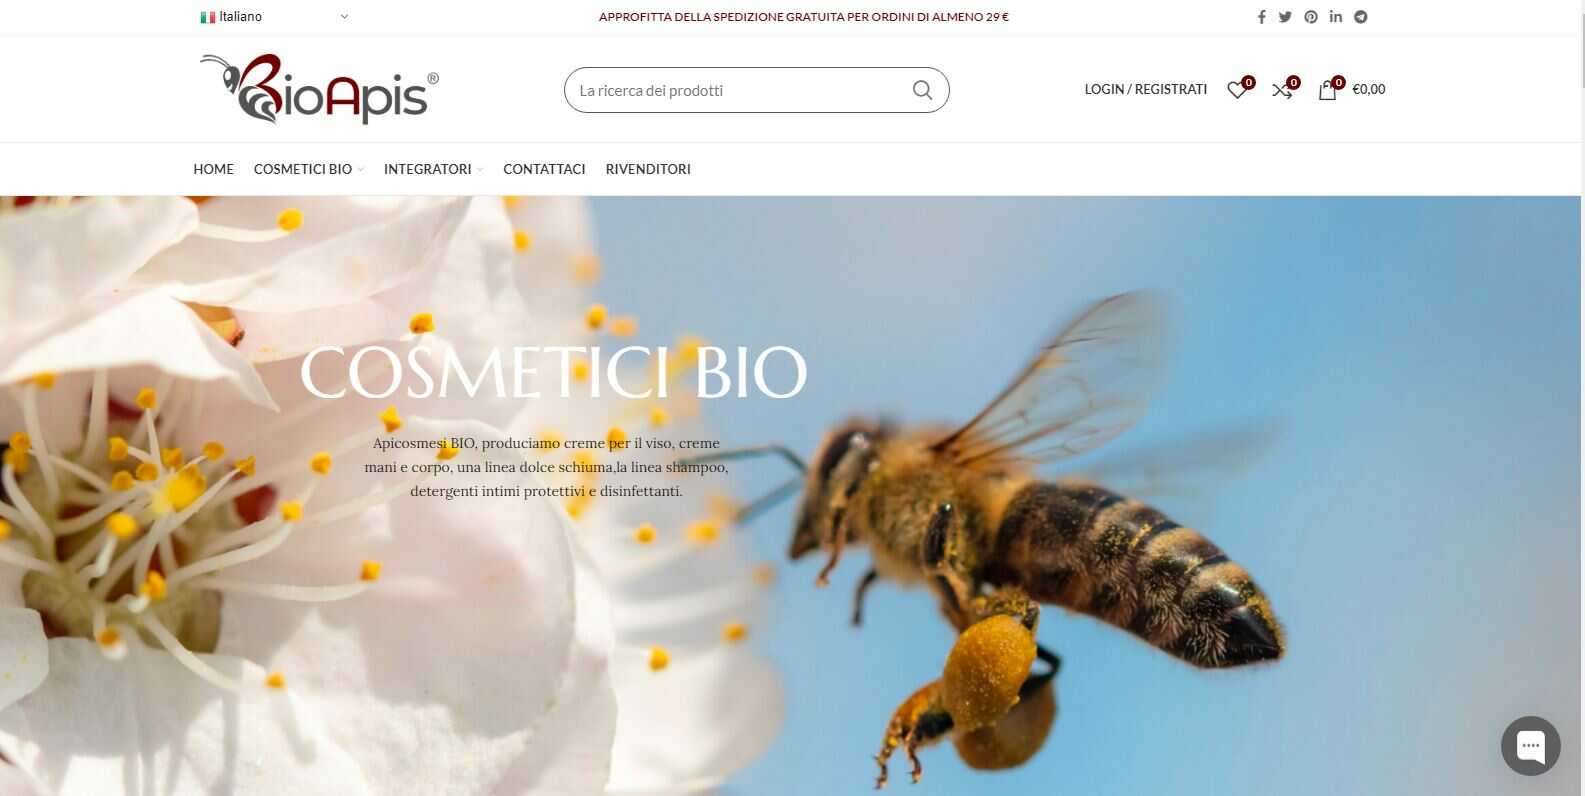 Italiano
APPROFITTA DELLA SPEDIZIONE GRATUITA PER ORDINI DI ALMENO 29 €
BioApis®
La ricerca dei prodotti
LOGIN / REGISTRATI
0
0
0
€0,00
HOME
COSMETICI BIO
INTEGRATORI
CONTATTACI
RIVENDITORI
COSMETICI BIO
Apicosmesi BIO, produciamo creme per il viso, creme
mani e corpo, una linea dolce schiuma,la linea shampoo,
detergenti intimi protettivi e disinfettanti.